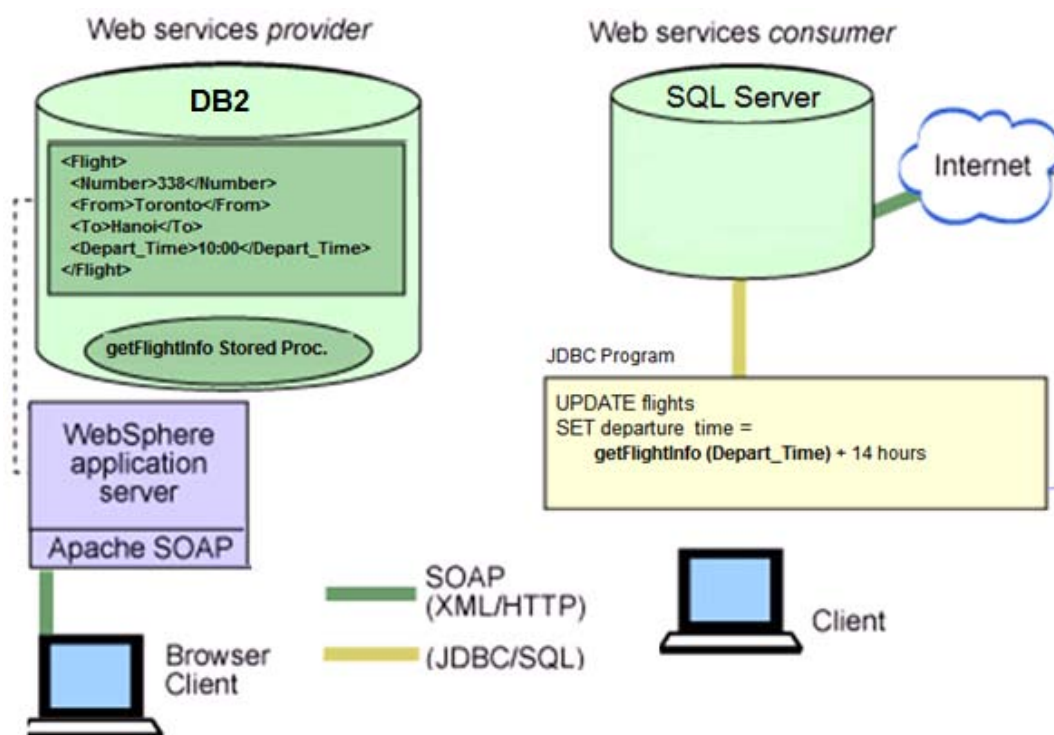 Web services provider
DB2
<Flight>
<Number>338</Number>
<From>Toronto</From>
<To>Hanoi</To>
<Depart_Time>10:00</Depart_Time>
</Flight>
getFlightInfo Stored Proc.
WebSphere
application
server
Apache SOAP
Browser
Client
SOAP
(XML/HTTP)
(JDBC/SQL)
Web services consumer
SQL Server
Internet
JDBC Program
UPDATE flights
SET departure time =
getFlightInfo (Depart_Time) + 14 hours
Client